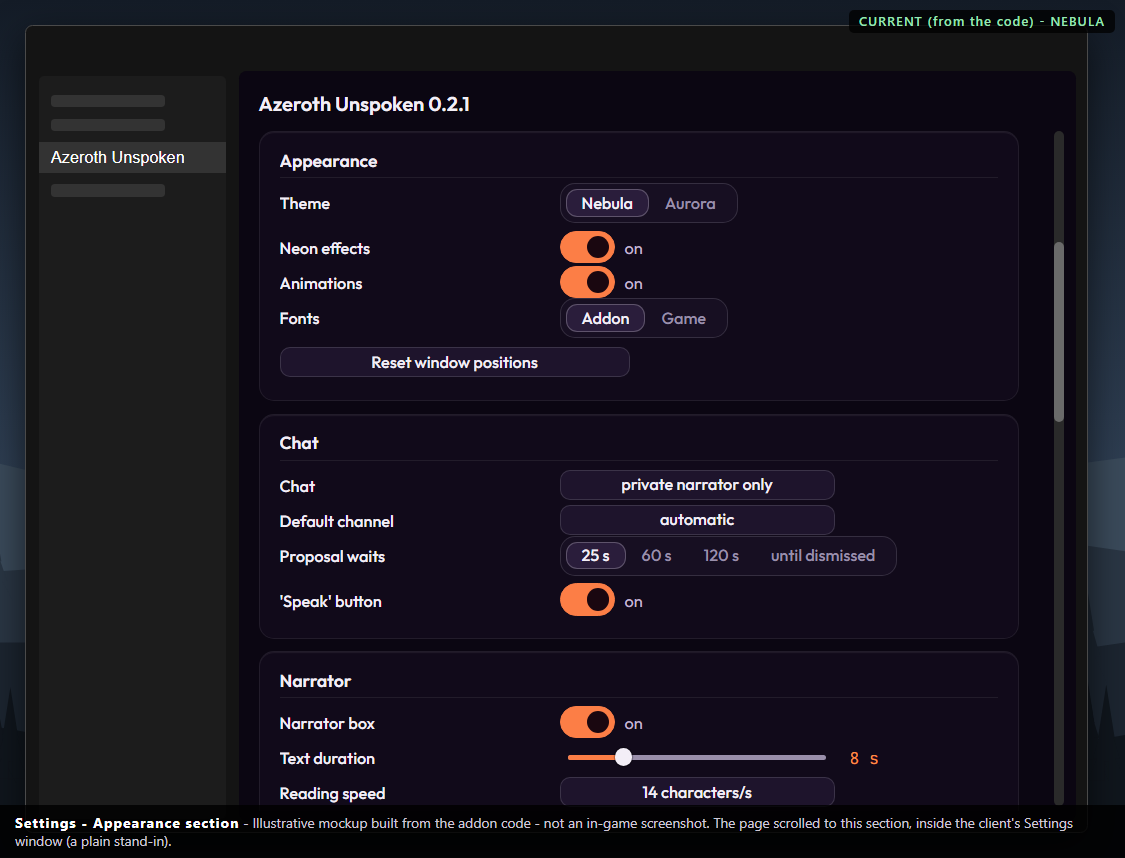 CURRENT (from the code) - NEBULA
Azeroth Unspoken
Azeroth Unspoken 0.2.1
Appearance
Theme Nebula Aurora
Neon effects on
Animations on
Fonts Addon Game
Reset window positions
Chat
Chat private narrator only
Default channel automatic
Proposal waits 25 s 60 s 120 s until dismissed
'Speak' button on
Narrator
Narrator box on
Text duration 8 s
Reading speed 14 characters/s
Settings - Appearance section - Illustrative mockup built from the addon code - not an in-game screenshot. The page scrolled to this section, inside the client's Settings
window (a plain stand-in).